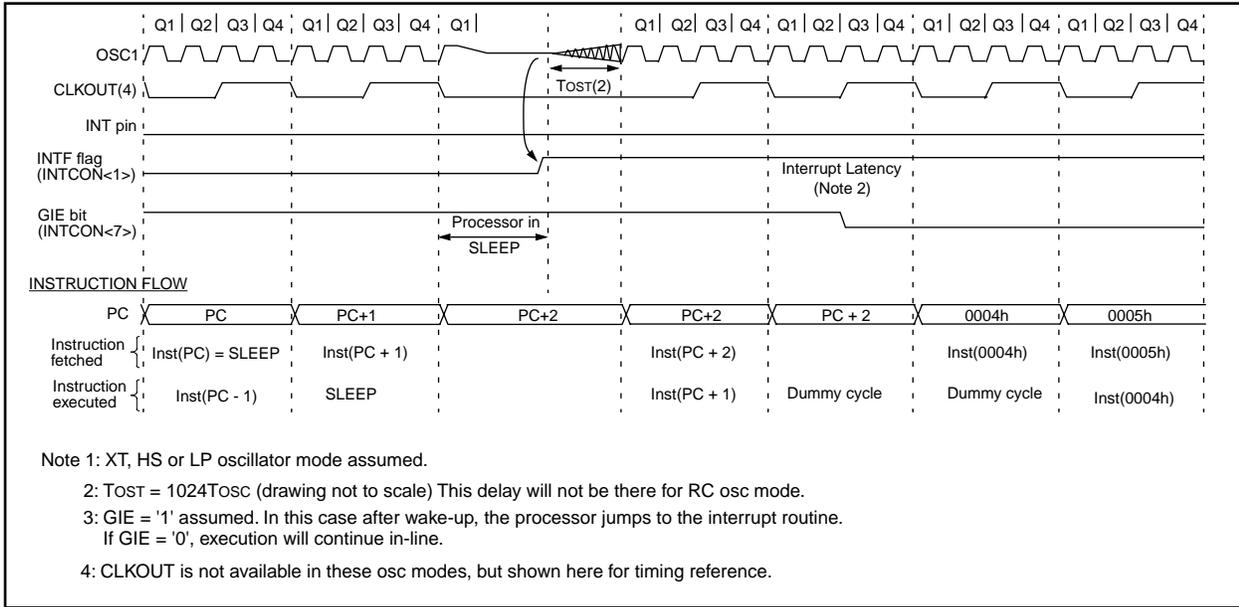 Q1 Q2 Q3 Q4 Q1 Q2 Q3 Q4 Q1 Q1 Q2 Q3 Q4 Q1 Q2 Q3 Q4 Q1 Q2 Q3 Q4 Q1 Q2 Q3 Q4
OSC1
TOST(2)
CLKOUT(4)
INT pin
INTF flag
(INTCON<1>)
Interrupt Latency
(Note 2)
GIE bit
(INTCON<7>)
Processor in
SLEEP
INSTRUCTION FLOW
PC PC PC+1 PC+2 PC+2 PC + 2 0004h 0005h
Instruction
fetched
Inst(PC) = SLEEP Inst(PC + 1) Inst(PC + 2) Inst(0004h) Inst(0005h)
Instruction
executed
Inst(PC - 1) SLEEP Inst(PC + 1) Dummy cycle Dummy cycle Inst(0004h)
Note 1: XT, HS or LP oscillator mode assumed.
2: TOST = 1024TOSC (drawing not to scale) This delay will not be there for RC osc mode.
3: GIE = '1' assumed. In this case after wake-up, the processor jumps to the interrupt routine.
If GIE = '0', execution will continue in-line.
4: CLKOUT is not available in these osc modes, but shown here for timing reference.